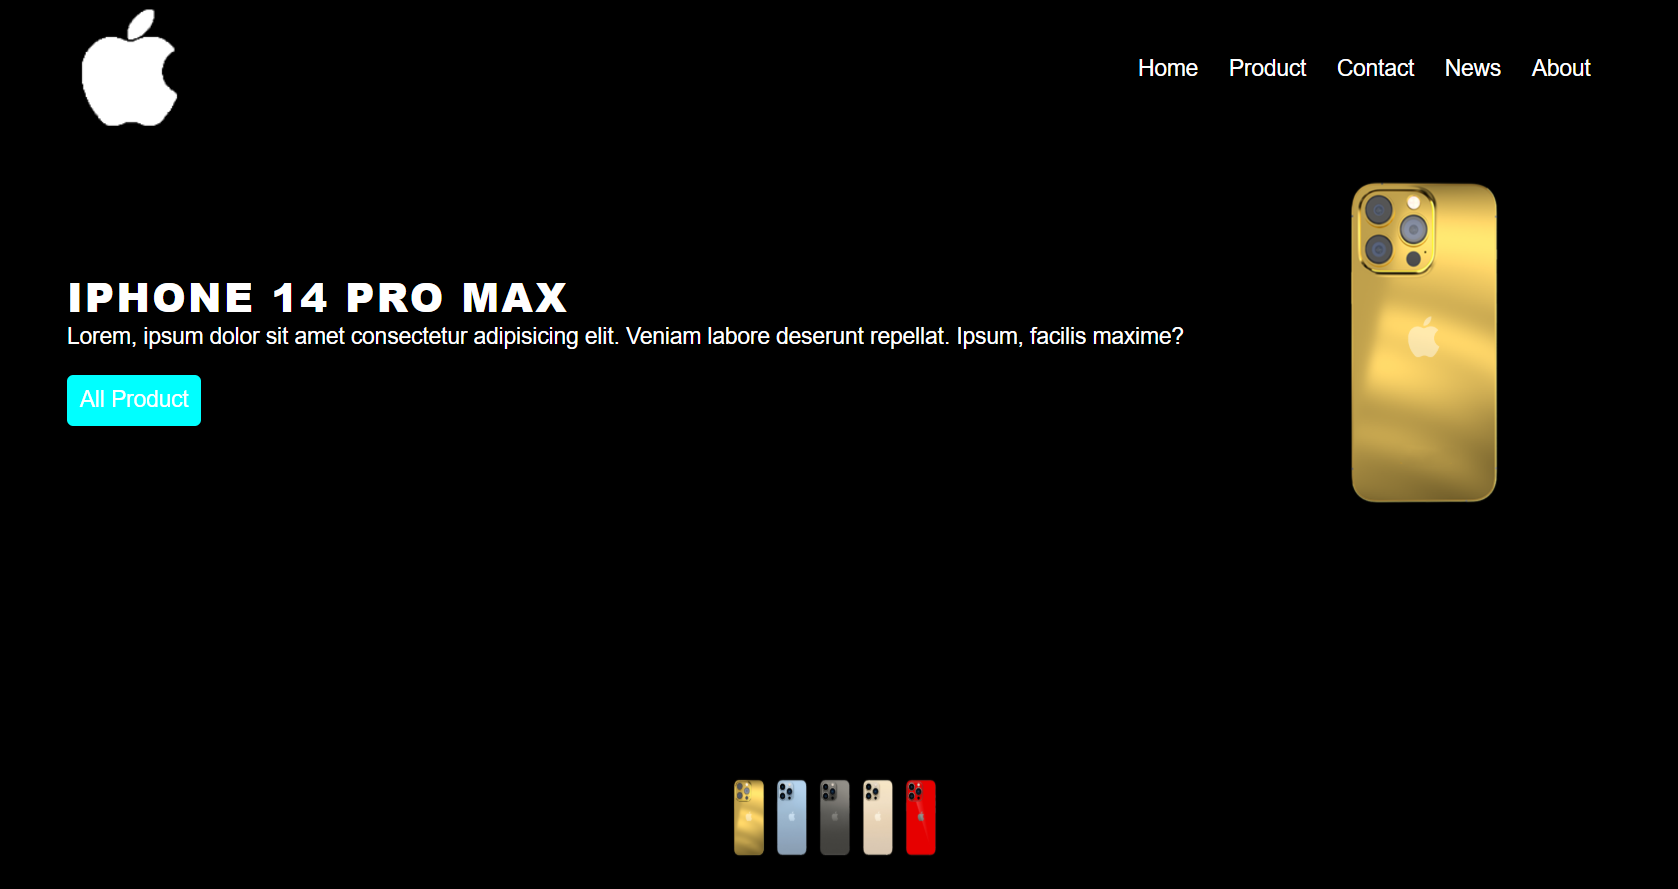 Home Product Contact News About
IPHONE 14 PRO MAX
Lorem, ipsum dolor sit amet consectetur adipisicing elit. Veniam labore deserunt repellat. Ipsum, facilis maxime?
All Product